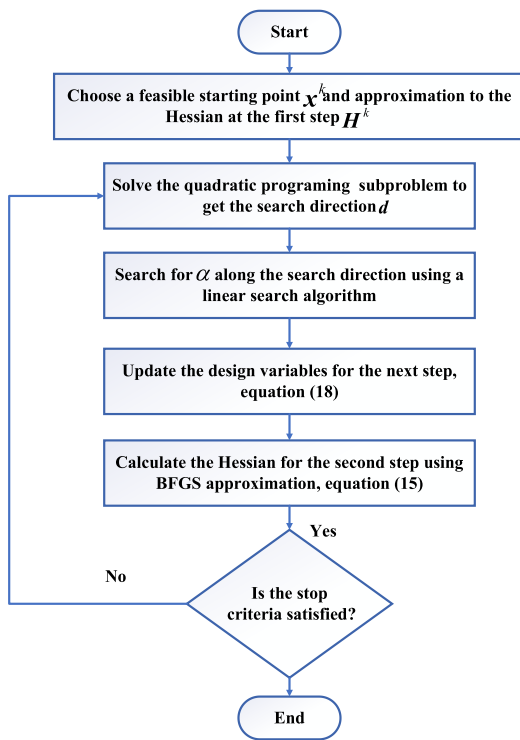 Start
Choose a feasible starting point x^k and approximation to the
Hessian at the first step H^k
Solve the quadratic programing subproblem to
get the search direction d
Search for α along the search direction using a
linear search algorithm
Update the design variables for the next step,
equation (18)
Calculate the Hessian for the second step using
BFGS approximation, equation (15)
Yes
No
Is the stop
criteria satisfied?
End